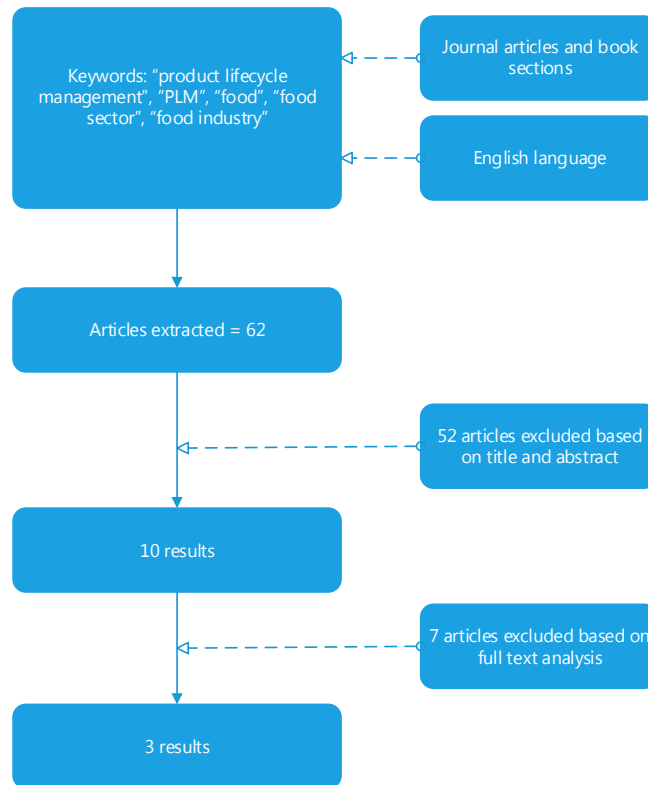 Keywords: “product lifecycle
management”, “PLM”, “food”, “food
sector”, “food industry”
Journal articles and book
sections
English language
Articles extracted = 62
52 articles excluded based
on title and abstract
10 results
7 articles excluded based on
full text analysis
3 results